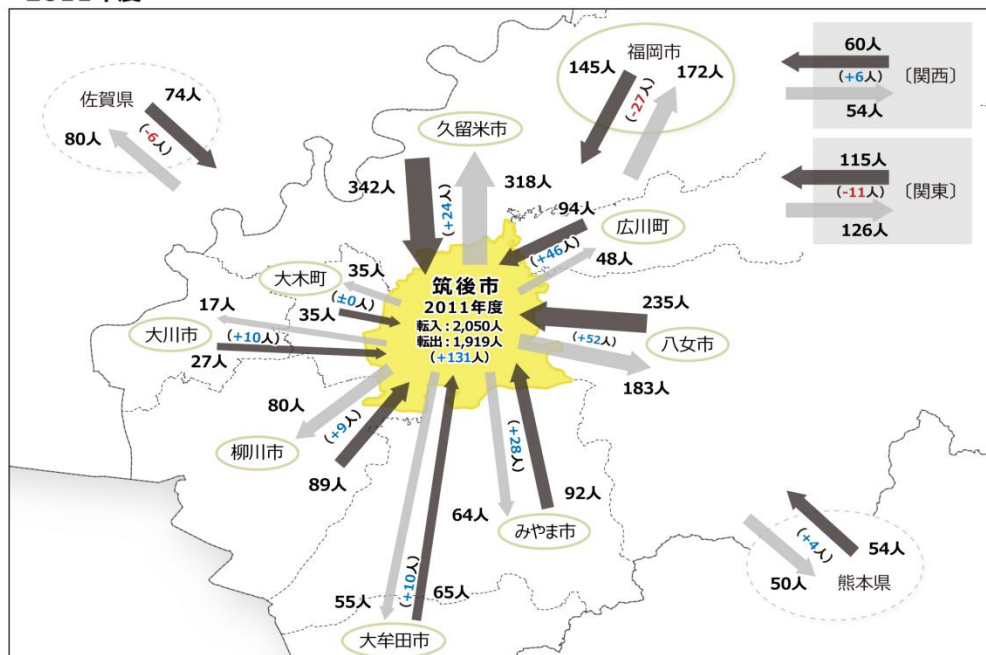 2011年度
佐賀県
74人
(-6人)
80人
福岡市
145人
172人
(-27人)
60人
(+6人)
〔関西〕
54人
115人
(-11人)
〔関東〕
126人
久留米市
342人
(+24人)
318人
94人
広川町
(+46人)
48人
大木町
35人
(±0人)
35人
17人
大川市
(+10人)
27人
筑後市
2011年度
転入:2,050人
転出:1,919人
(+131人)
235人
(+52人)
八女市
183人
80人
(+9人)
柳川市
89人
(+28人)
64人
92人
みやま市
(+10人)
55人
65人
大牟田市
(+4人)
54人
50人
熊本県